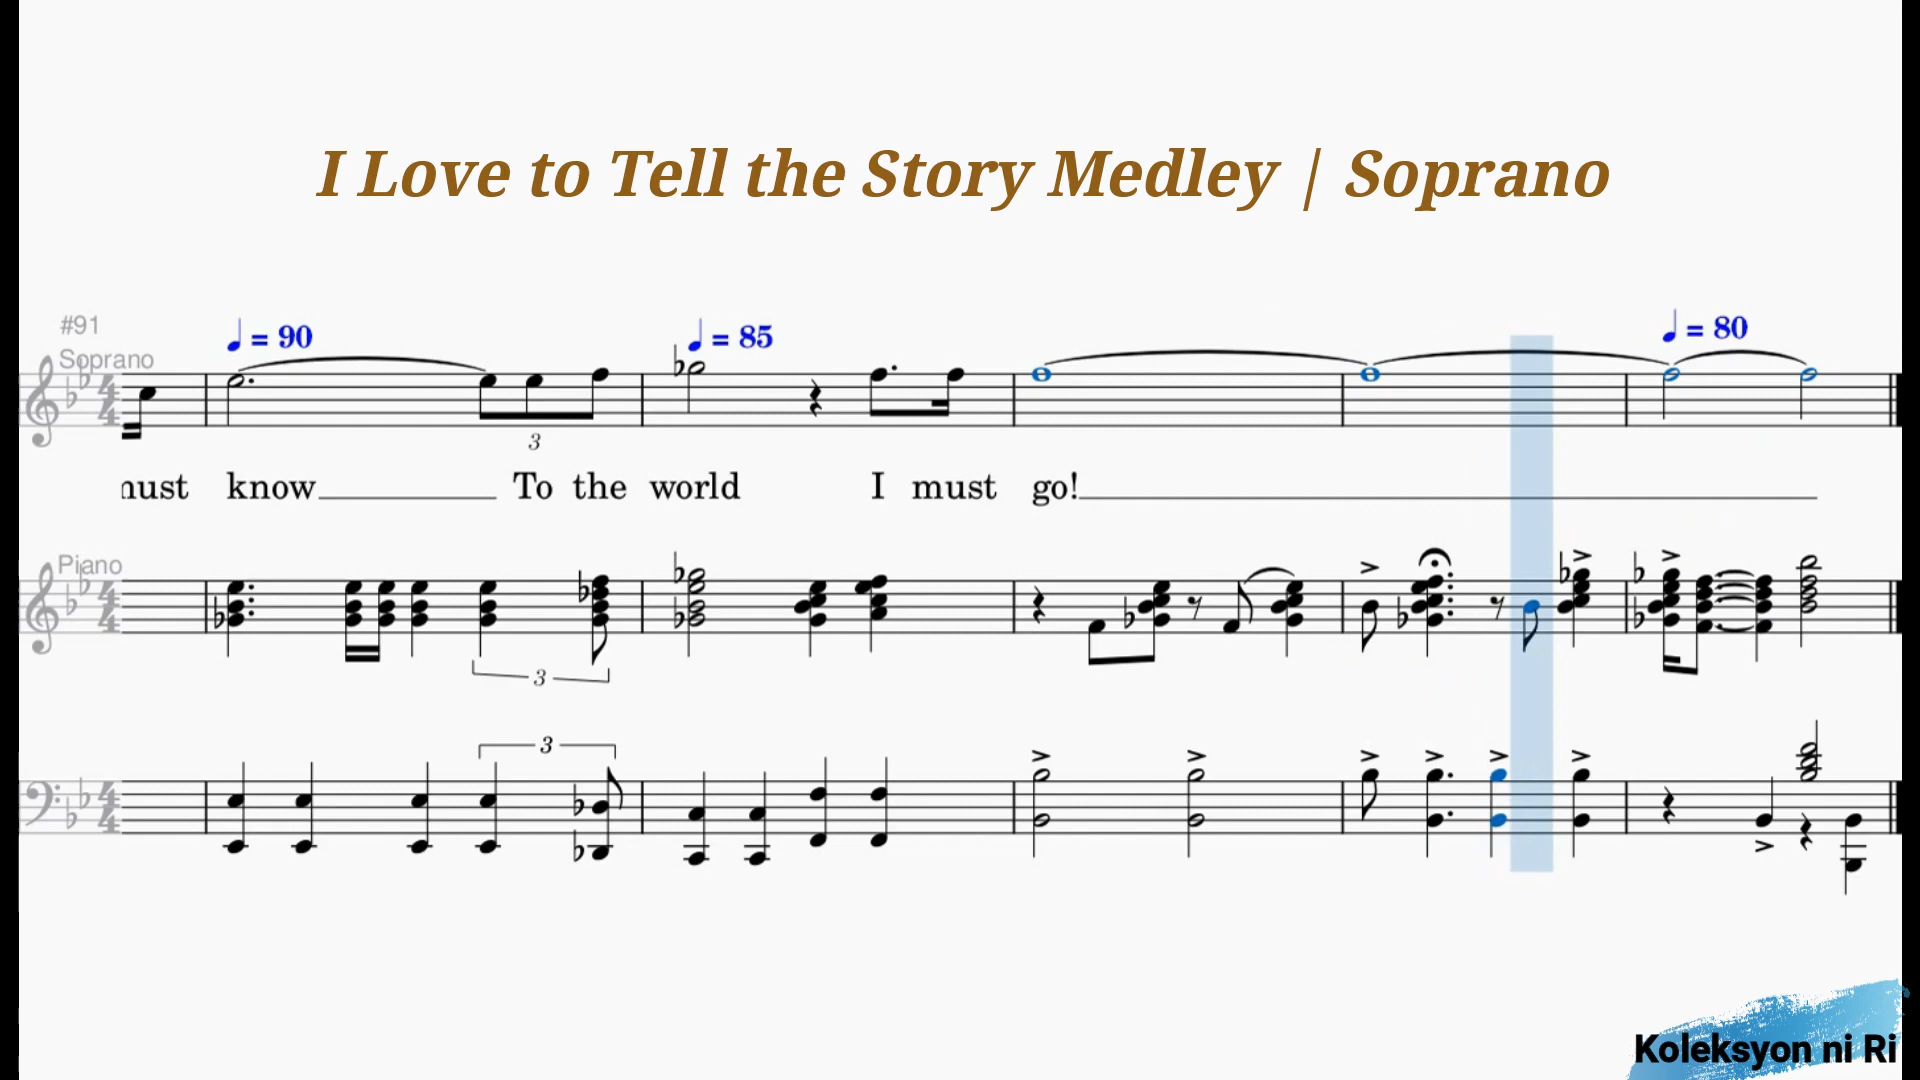 I Love to Tell the Story Medley | Soprano
#91
= 90
= 85
= 80
Soprano
3
know To the world I must go!
Piano
3
3
Koleksyon ni Ri